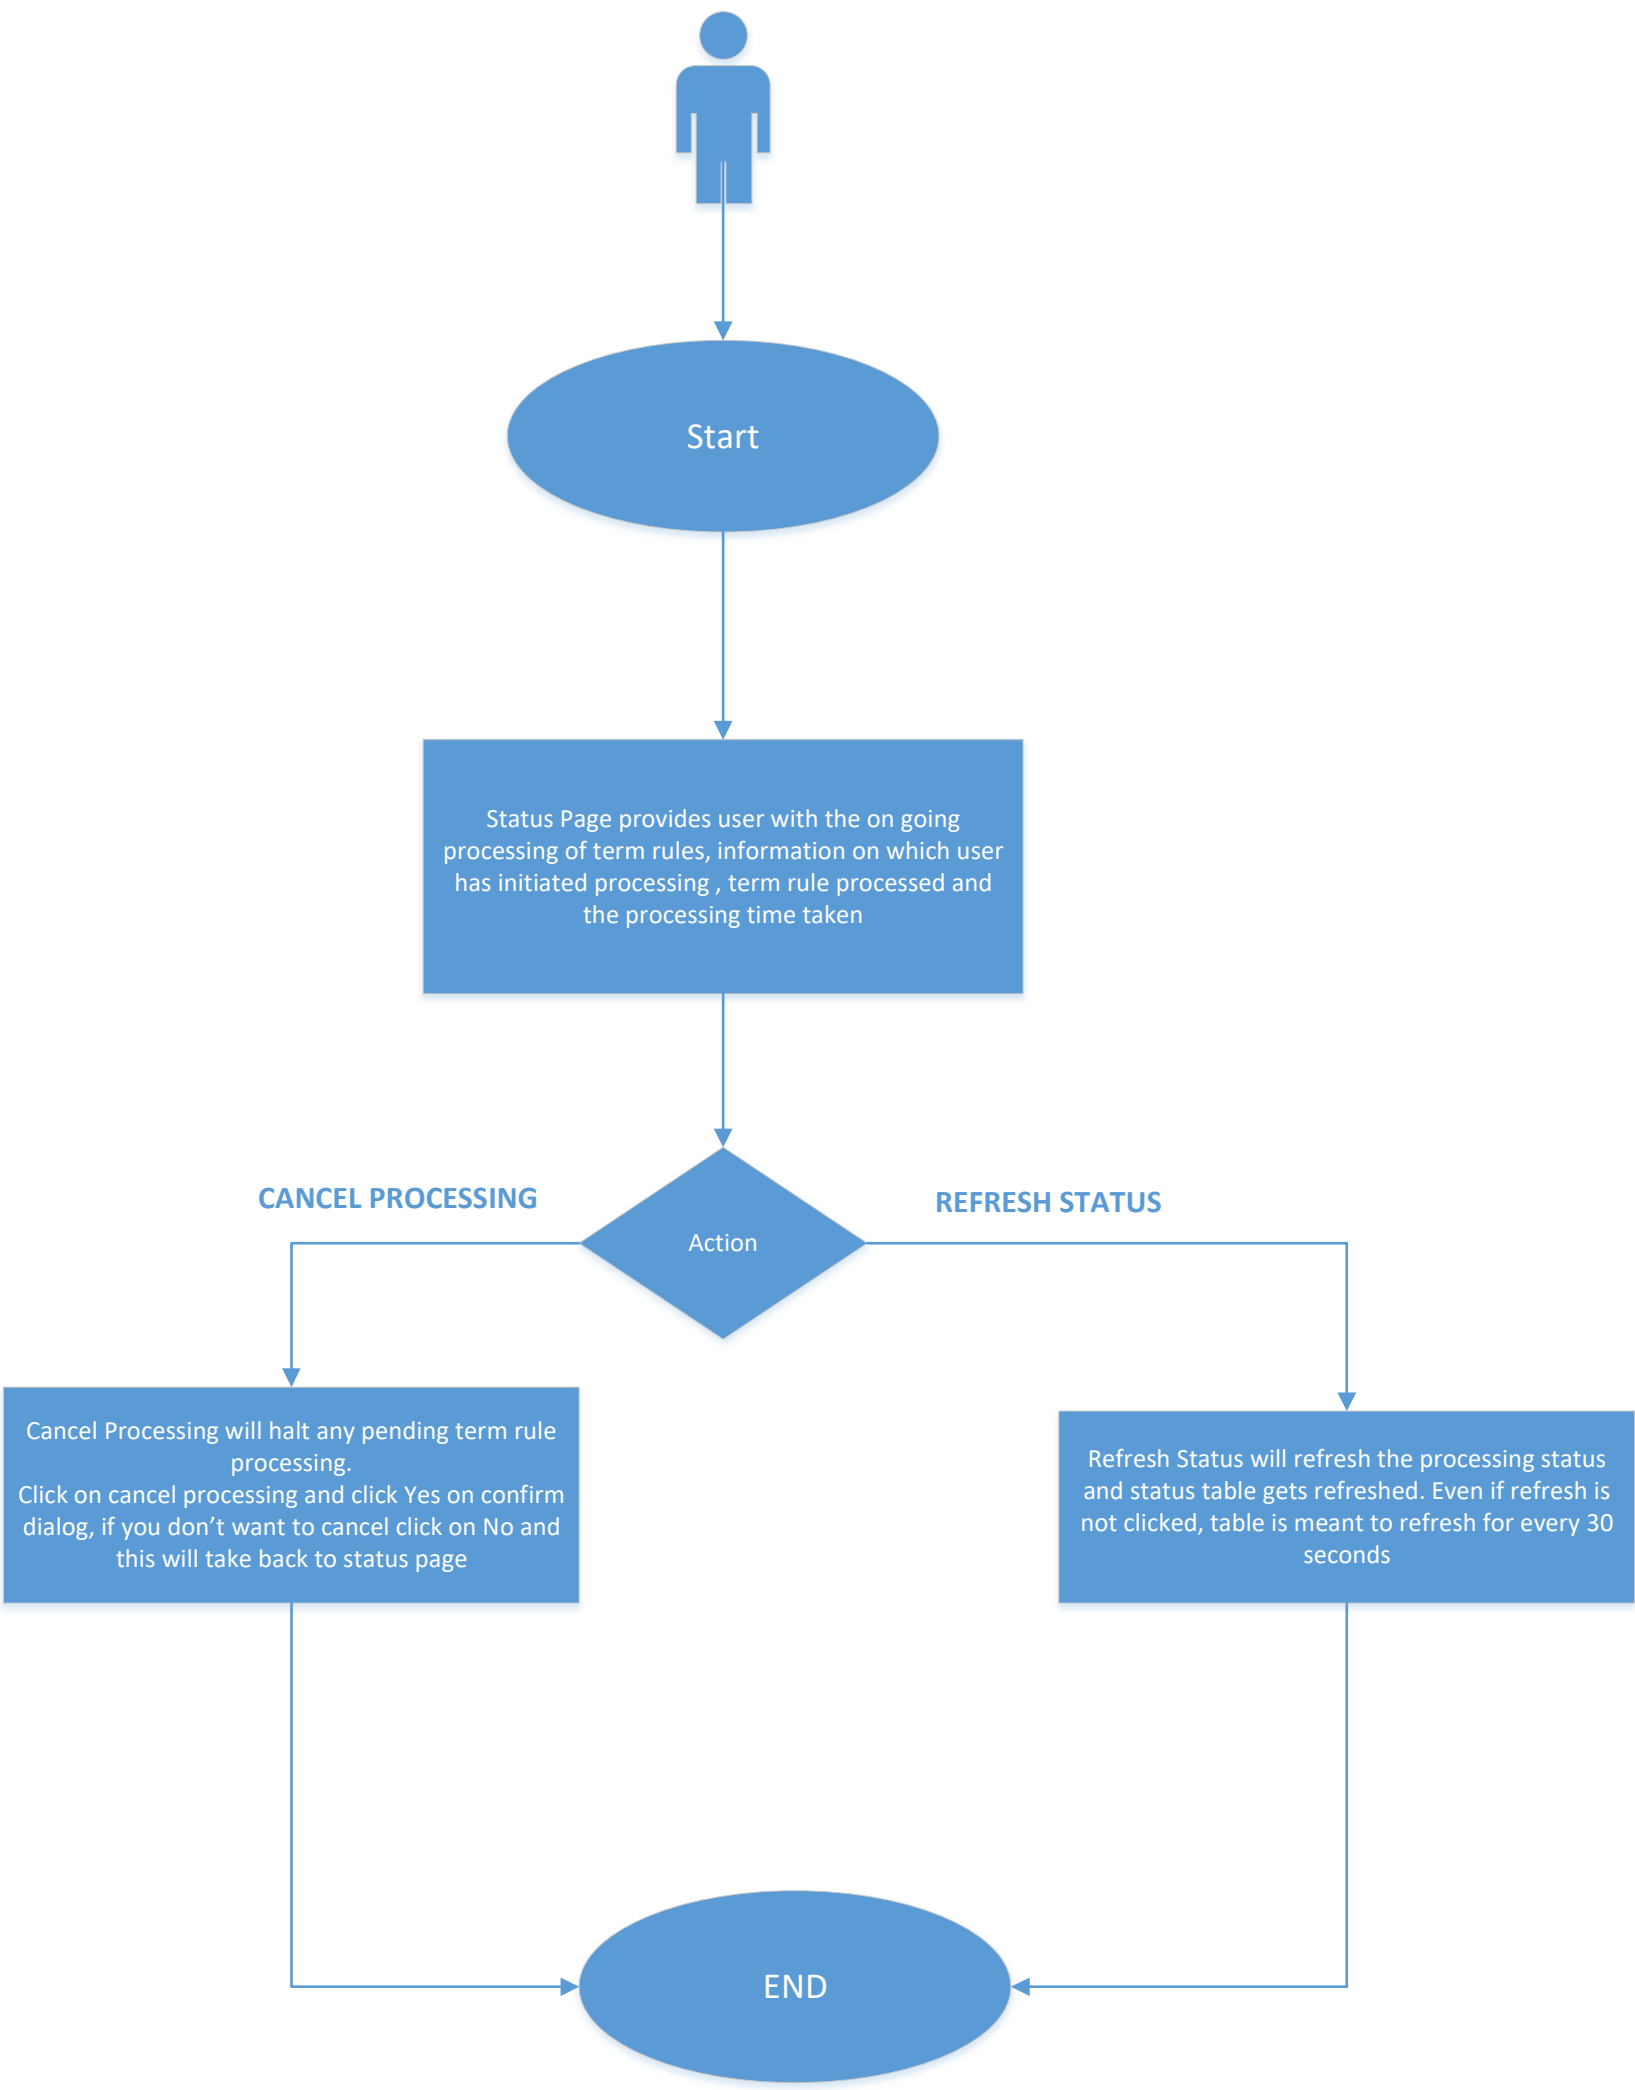 Start
Status Page provides user with the on going
processing of term rules, information on which user
has initiated processing , term rule processed and
the processing time taken
CANCEL PROCESSING
REFRESH STATUS
Action
Cancel Processing will halt any pending term rule
processing.
Click on cancel processing and click Yes on confirm
dialog, if you don’t want to cancel click on No and
this will take back to status page
Refresh Status will refresh the processing status
and status table gets refreshed. Even if refresh is
not clicked, table is meant to refresh for every 30
seconds
END